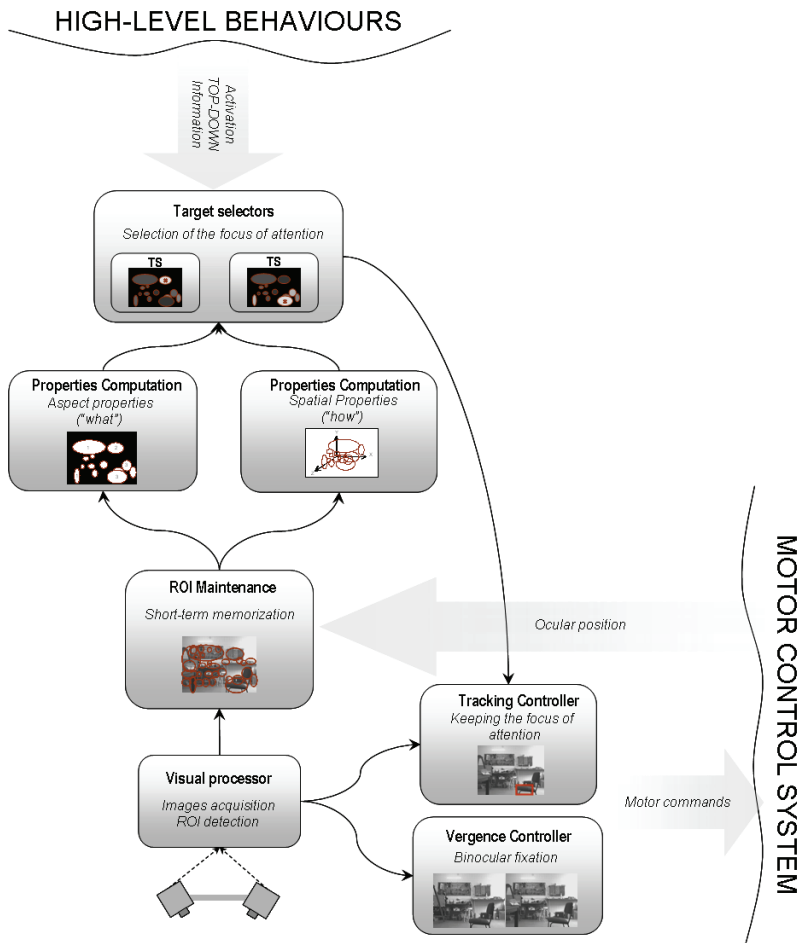 HIGH-LEVEL BEHAVIOURS
Activation
TOP-DOWN
Information
Target selectors
Selection of the focus of attention
TS
TS
Properties Computation
Aspect properties
("what")
Properties Computation
Spatial Properties
("how")
ROI Maintenance
Short-term memorization
Ocular position
Tracking Controller
Keeping the focus of
attention
Visual processor
Images acquisition
ROI detection
Motor commands
Vergence Controller
Binocular fixation
MOTOR CONTROL SYSTEM